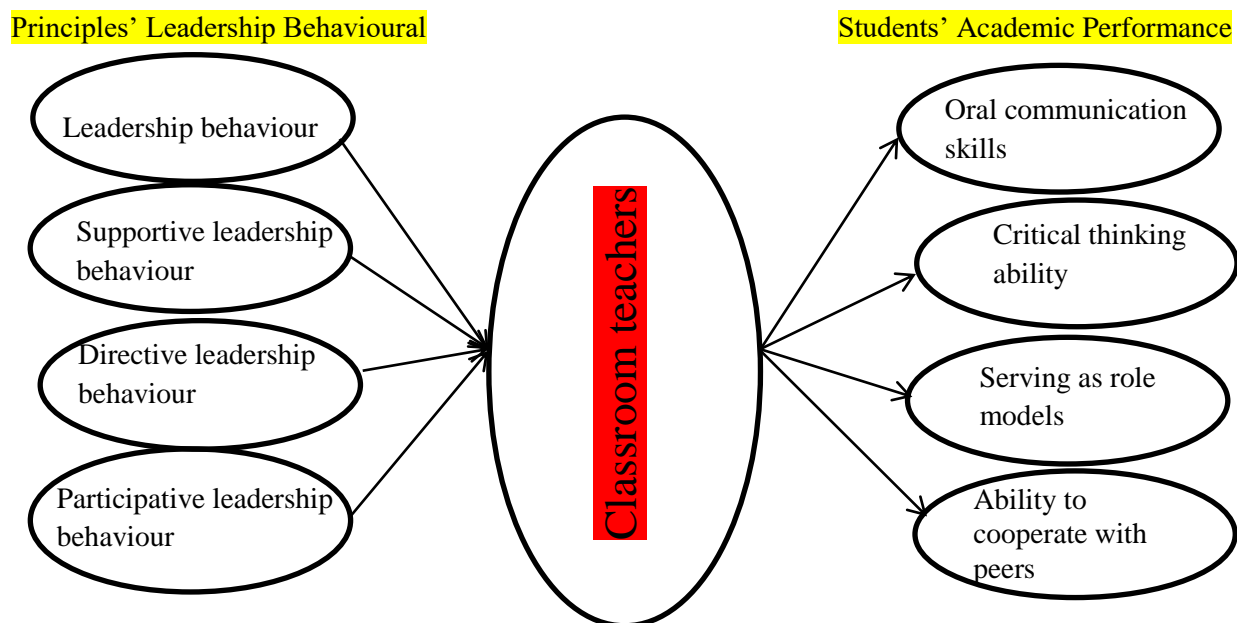 Principles’ Leadership Behavioural
Students’ Academic Performance
Leadership behaviour
Supportive leadership
behaviour
Directive leadership
behaviour
Participative leadership
behaviour
Classroom teachers
Oral communication
skills
Critical thinking
ability
Serving as role
models
Ability to
cooperate with
peers